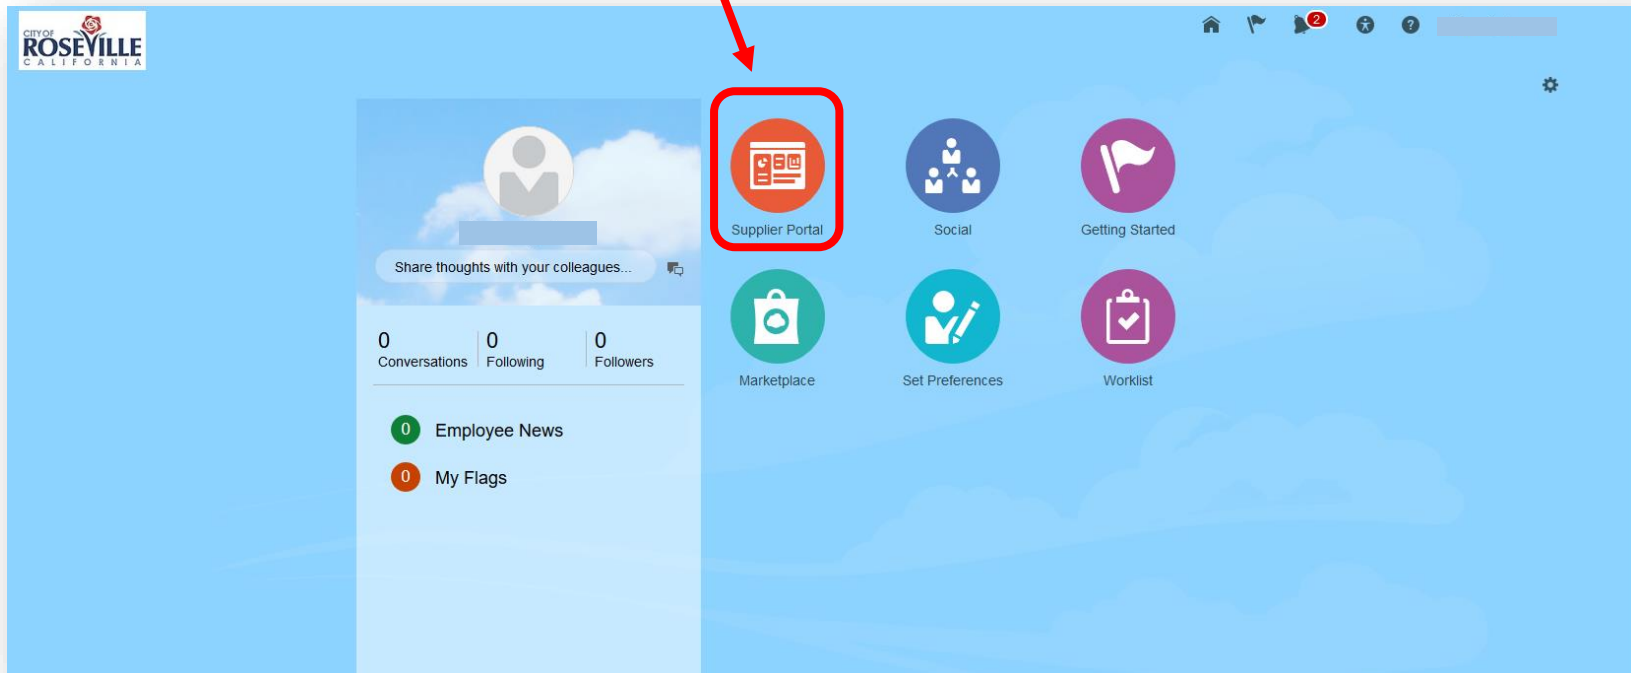 CITY OF
ROSEVILLE
CALIFORNIA
2
Supplier Portal
Social
Getting Started
Share thoughts with your colleagues...
0
Conversations
0
Following
0
Followers
Marketplace
Set Preferences
Worklist
0 Employee News
0 My Flags